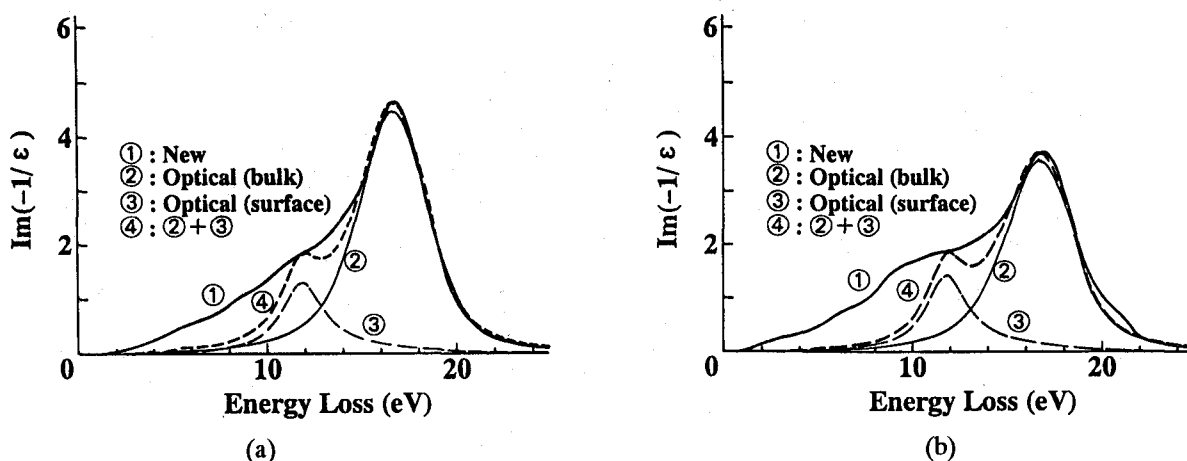 6
4
2
0
10
20
Im(−1/ ε)
① : New
② : Optical (bulk)
③ : Optical (surface)
④ : ②+③
①
④
②
③
Energy Loss (eV)
(a)
6
4
2
0
10
20
Im(−1/ ε)
① : New
② : Optical (bulk)
③ : Optical (surface)
④ : ②+③
①
④
②
③
Energy Loss (eV)
(b)